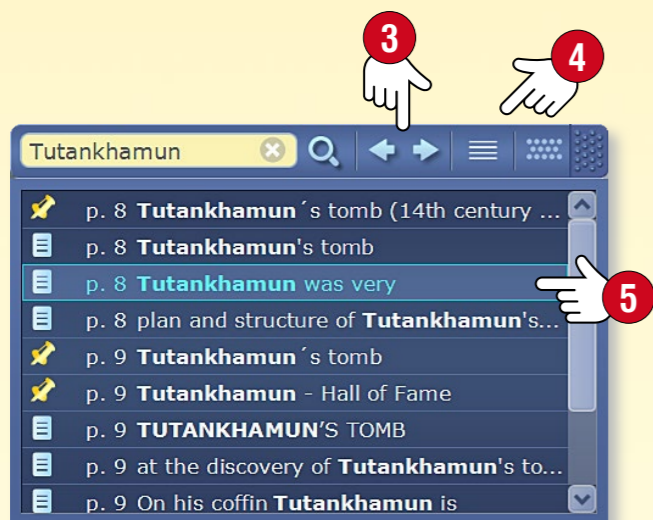 3
4
Tutankhamun
p. 8 Tutankhamun´s tomb (14th century ...
p. 8 Tutankhamun's tomb
p. 8 Tutankhamun was very
5
p. 8 plan and structure of Tutankhamun's...
p. 9 Tutankhamun´s tomb
p. 9 Tutankhamun - Hall of Fame
p. 9 TUTANKHAMUN’S TOMB
p. 9 at the discovery of Tutankhamun's to...
p. 9 On his coffin Tutankhamun is